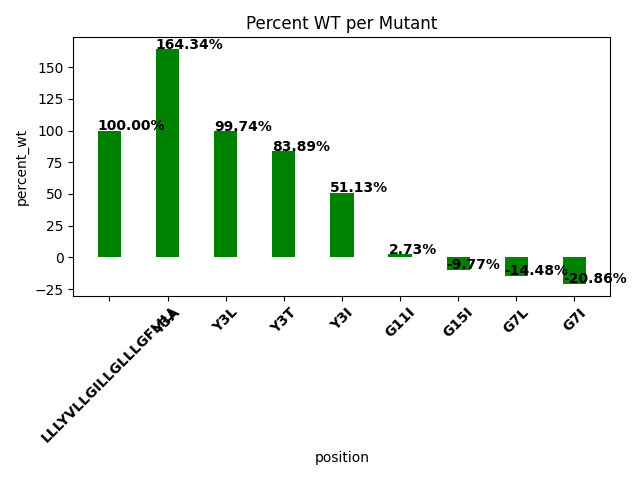 Percent WT per Mutant
percent_wt
150
125
100
75
50
25
0
−25
100.00%
164.34%
99.74%
83.89%
51.13%
2.73%
-9.77%
-14.48%
-20.86%
Y3A
Y3L
Y3T
Y3I
G11I
G15I
G7L
G7I
position